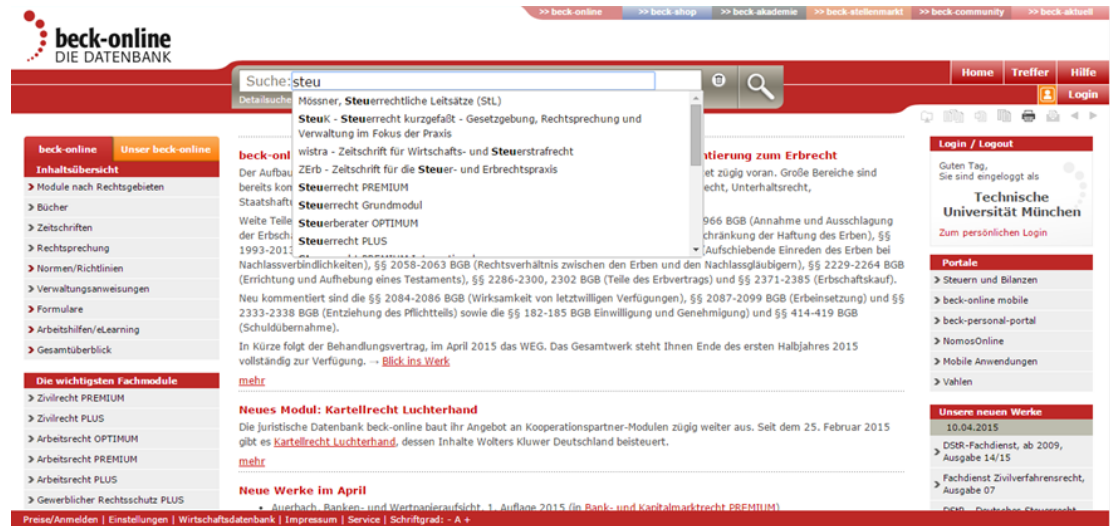 >> beck-online >> beck-shop >> beck-akademie >> beck-stellenmarkt >> beck-community >> beck-aktuell
beck-online
DIE DATENBANK
Home Treffer Hilfe
Login
Suche: steu
Detailsuche
Mössner, Steuerrechtliche Leitsätze (StL)
SteuK - Steuerrecht kurzgefaßt - Gesetzgebung, Rechtsprechung und
Verwaltung im Fokus der Praxis
wistra - Zeitschrift für Wirtschafts- und Steuerstrafrecht
ZErb - Zeitschrift für die Steuer- und Erbrechtspraxis
Steuerrecht PREMIUM
Steuerrecht Grundmodul
Steuerberater OPTIMUM
Steuerrecht PLUS
beck-online Unser beck-online
Inhaltsübersicht
Module nach Rechtsgebieten
Bücher
Zeitschriften
Rechtsprechung
Normen/Richtlinien
Verwaltungsanweisungen
Formulare
Arbeitshilfen/eLearning
Gesamtüberblick
Die wichtigsten Fachmodule
Zivilrecht PREMIUM
Zivilrecht PLUS
Arbeitsrecht OPTIMUM
Arbeitsrecht PREMIUM
Arbeitsrecht PLUS
Gewerblicher Rechtsschutz PLUS
beck-onl ntierung zum Erbrecht
Der Aufbau et zügig voran. Große Bereiche sind
bereits kon echt, Unterhaltsrecht,
Staatshaft
Weite Teile 966 BGB (Annahme und Ausschlagung
der Erbscha chränkung der Haftung des Erben), §§
1993-2013 (Aufschiebende Einreden des Erben bei
Nachlassverbindlichkeiten), §§ 2058-2063 BGB (Rechtsverhältnis zwischen den Erben und den Nachlassgläubigern), §§ 2229-2264 BGB
(Errichtung und Aufhebung eines Testaments), §§ 2286-2300, 2302 BGB (Teile des Erbvertrags) und §§ 2371-2385 (Erbschaftskauf).
Neu kommentiert sind die §§ 2084-2086 BGB (Wirksamkeit von letztwilligen Verfügungen), §§ 2087-2099 BGB (Erbeinsetzung) und §§
2333-2338 BGB (Entziehung des Pflichtteils) sowie die §§ 182-185 BGB Einwilligung und Genehmigung) und §§ 414-419 BGB
(Schuldübernahme).
In Kürze folgt der Behandlungsvertrag, im April 2015 das WEG. Das Gesamtwerk steht Ihnen Ende des ersten Halbjahres 2015
vollständig zur Verfügung. → Blick ins Werk
mehr
Neues Modul: Kartellrecht Luchterhand
Die juristische Datenbank beck-online baut ihr Angebot an Kooperationspartner-Modulen zügig weiter aus. Seit dem 25. Februar 2015
gibt es Kartellrecht Luchterhand, dessen Inhalte Wolters Kluwer Deutschland beisteuert.
mehr
Neue Werke im April
Auerbach, Banken- und Wertpapieraufsicht, 1. Auflage 2015 (in Bank- und Kapitalmarktrecht PREMIUM)
Login / Logout
Guten Tag,
Sie sind eingeloggt als
Technische
Universität München
Zum persönlichen Login
Portale
Steuern und Bilanzen
beck-online mobile
beck-personal-portal
NomosOnline
Mobile Anwendungen
Vahlen
Unsere neuen Werke
10.04.2015
DStR-Fachdienst, ab 2009,
Ausgabe 14/15
Fachdienst Zivilverfahrensrecht,
Ausgabe 07
Preise/Anmelden | Einstellungen | Wirtschaftsdatenbank | Impressum | Service | Schriftgrad: - A +